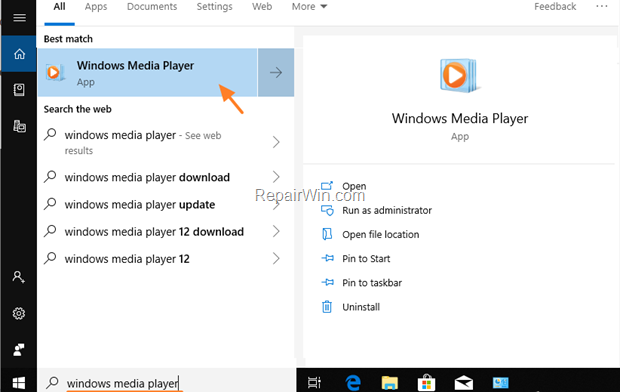 All Apps Documents Settings Web More Feedback ...
Best match
Windows Media Player
App
Search the web
windows media player - See web
results
windows media player download
windows media player update
windows media player 12 download
windows media player 12
Windows Media Player
App
Open
RepairWin.com
Run as administrator
Open file location
Pin to Start
Pin to taskbar
Uninstall
windows media player